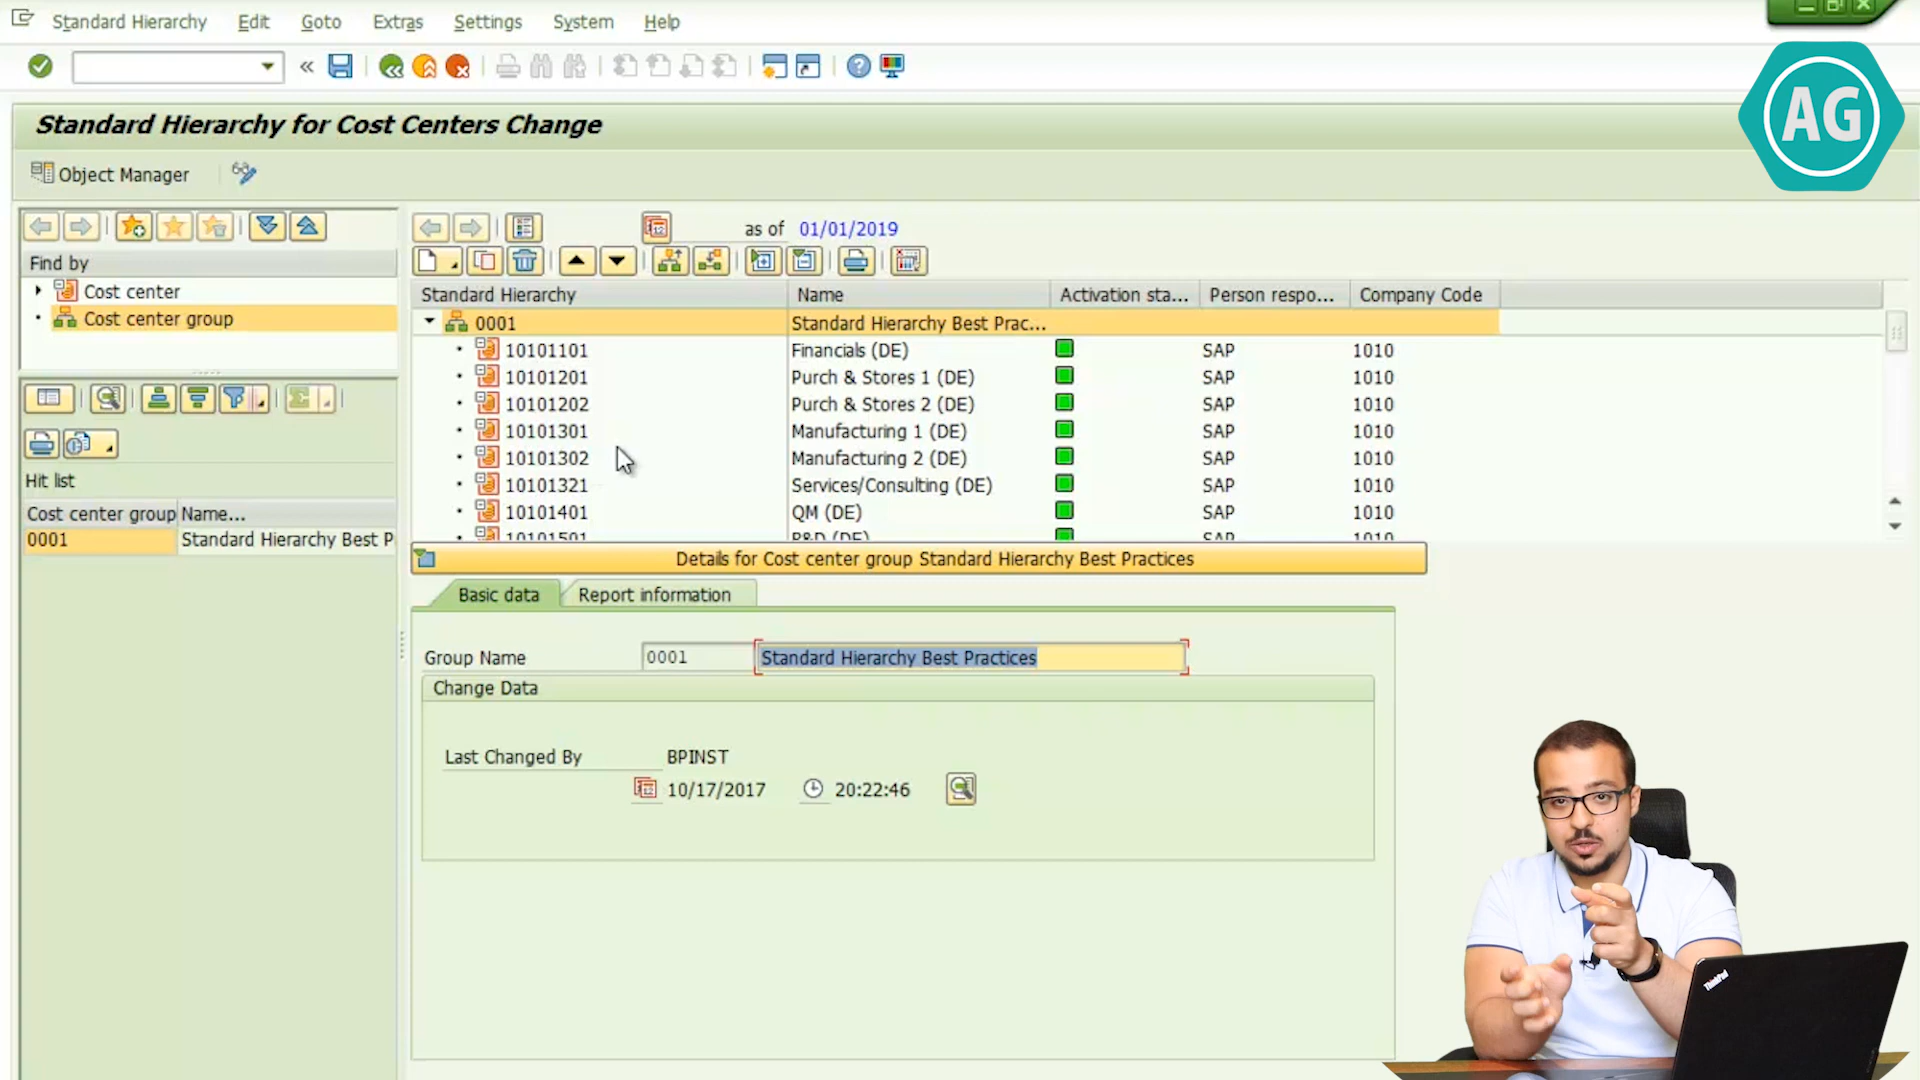 Standard Hierarchy Edit Goto Extras Settings System Help
AG
Standard Hierarchy for Cost Centers Change
Object Manager
as of 01/01/2019
Find by
Cost center
Cost center group
Standard Hierarchy Name Activation sta... Person respo... Company Code
0001 Standard Hierarchy Best Prac...
10101101 Financials (DE) SAP 1010
10101201 Purch & Stores 1 (DE) SAP 1010
10101202 Purch & Stores 2 (DE) SAP 1010
10101301 Manufacturing 1 (DE) SAP 1010
10101302 Manufacturing 2 (DE) SAP 1010
10101321 Services/Consulting (DE) SAP 1010
10101401 QM (DE) SAP 1010
10101501 R&D (DE) SAP 1010
Hit list
Cost center group Name...
0001 Standard Hierarchy Best P
Details for Cost center group Standard Hierarchy Best Practices
Basic data Report information
Group Name 0001 Standard Hierarchy Best Practices
Change Data
Last Changed By BPINST
10/17/2017 20:22:46
ThinkPad